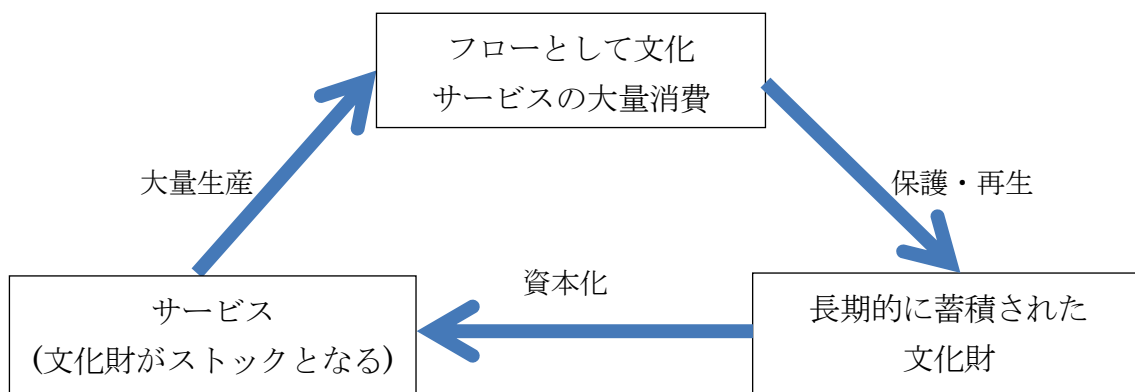 フローとして文化
サービスの大量消費
大量生産
保護・再生
資本化
サービス
(文化財がストックとなる)
長期的に蓄積された
文化財